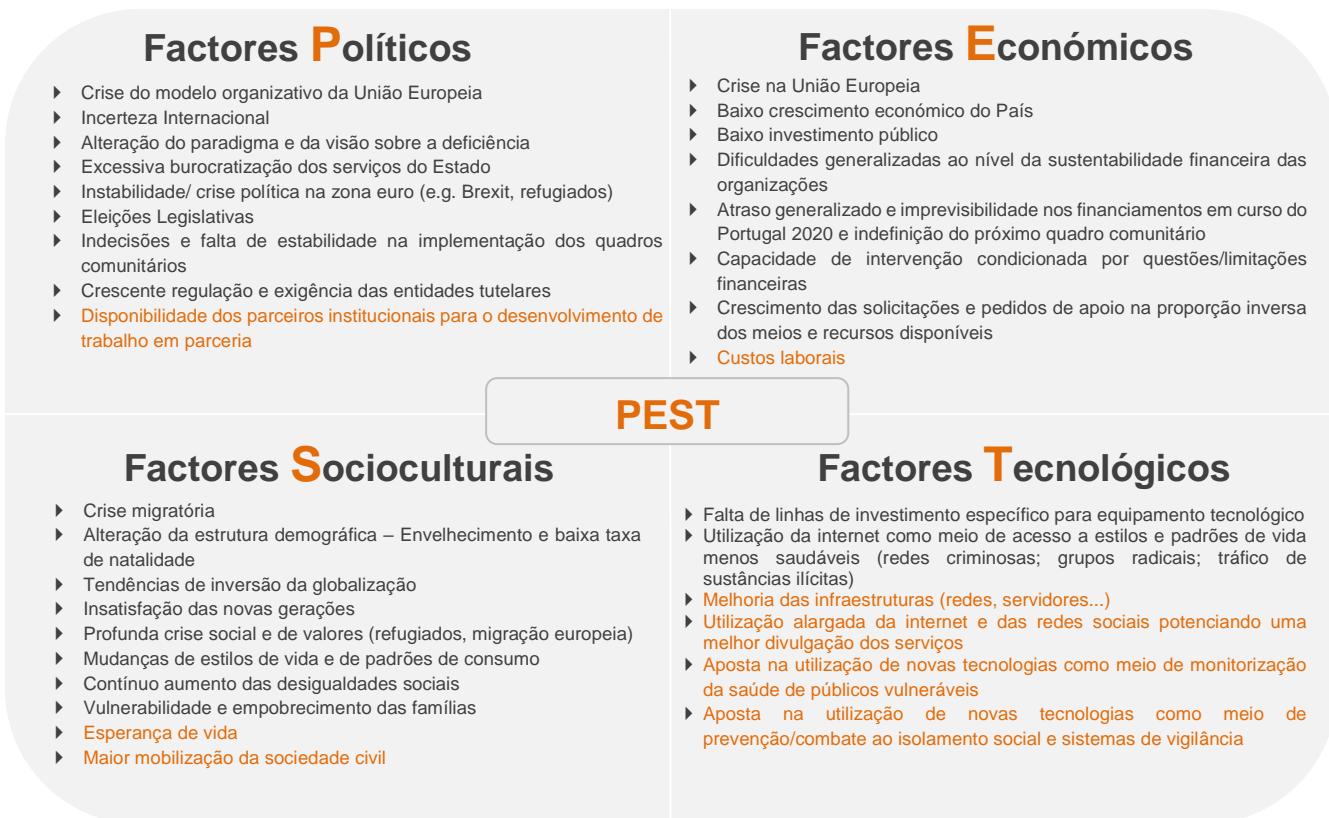 Factores Políticos
Crise do modelo organizativo da União Europeia
Incerteza Internacional
Alteração do paradigma e da visão sobre a deficiência
Excessiva burocratização dos serviços do Estado
Instabilidade/ crise política na zona euro (e.g. Brexit, refugiados)
Eleições Legislativas
Indecisões e falta de estabilidade na implementação dos quadros
comunitários
Crescente regulação e exigência das entidades tutelares
Disponibilidade dos parceiros institucionais para o desenvolvimento de
trabalho em parceria
Factores Económicos
Crise na União Europeia
Baixo crescimento económico do País
Baixo investimento público
Dificuldades generalizadas ao nível da sustentabilidade financeira das
organizações
Atraso generalizado e imprevisibilidade nos financiamentos em curso do
Portugal 2020 e indefinição do próximo quadro comunitário
Capacidade de intervenção condicionada por questões/limitações
financeiras
Crescimento das solicitações e pedidos de apoio na proporção inversa
dos meios e recursos disponíveis
Custos laborais
PEST
Factores Socioculturais
Crise migratória
Alteração da estrutura demográfica – Envelhecimento e baixa taxa
de natalidade
Tendências de inversão da globalização
Insatisfação das novas gerações
Profunda crise social e de valores (refugiados, migração europeia)
Mudanças de estilos de vida e de padrões de consumo
Contínuo aumento das desigualdades sociais
Vulnerabilidade e empobrecimento das famílias
Esperança de vida
Maior mobilização da sociedade civil
Factores Tecnológicos
Falta de linhas de investimento específico para equipamento tecnológico
Utilização da internet como meio de acesso a estilos e padrões de vida
menos saudáveis (redes criminosas; grupos radicais; tráfico de
sustâncias ilícitas)
Melhoria das infraestruturas (redes, servidores...)
Utilização alargada da internet e das redes sociais potenciando uma
melhor divulgação dos serviços
Aposta na utilização de novas tecnologias como meio de monitorização
da saúde de públicos vulneráveis
Aposta na utilização de novas tecnologias como meio de
prevenção/combate ao isolamento social e sistemas de vigilância